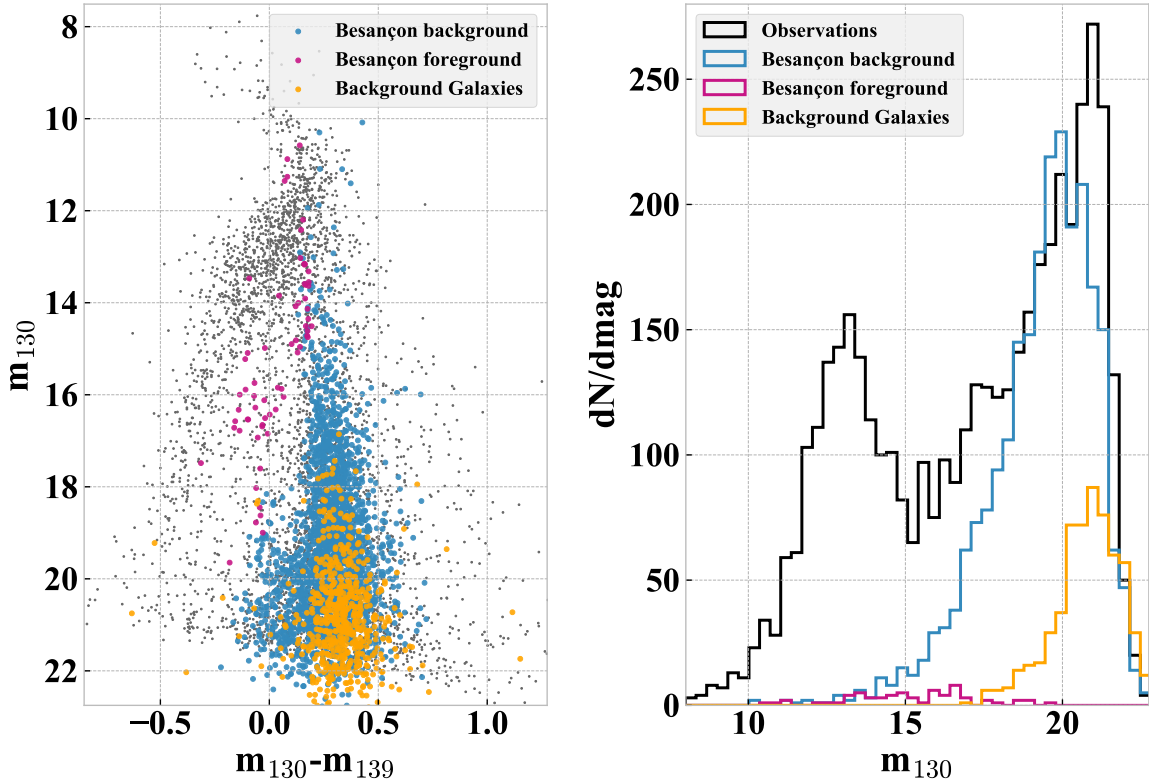 8
10
12
14
16
18
20
22
m130
−0.5
0.0
0.5
1.0
m130-m139
Besançon background
Besançon foreground
Background Galaxies
250
200
150
100
50
0
dN/dmag
10
15
20
m130
Observations
Besançon background
Besançon foreground
Background Galaxies